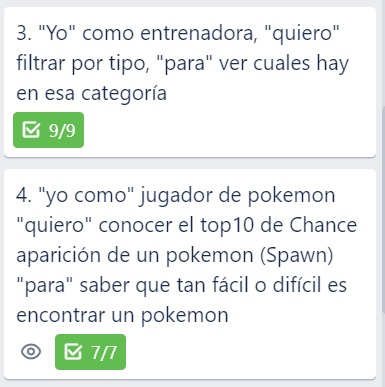 3. "Yo" como entrenadora, "quiero"
filtrar por tipo, "para" ver cuales hay
en esa categoría
9/9
4. "yo como" jugador de pokemon
"quiero" conocer el top10 de Chance
aparición de un pokemon (Spawn)
"para" saber que tan fácil o difícil es
encontrar un pokemon
7/7